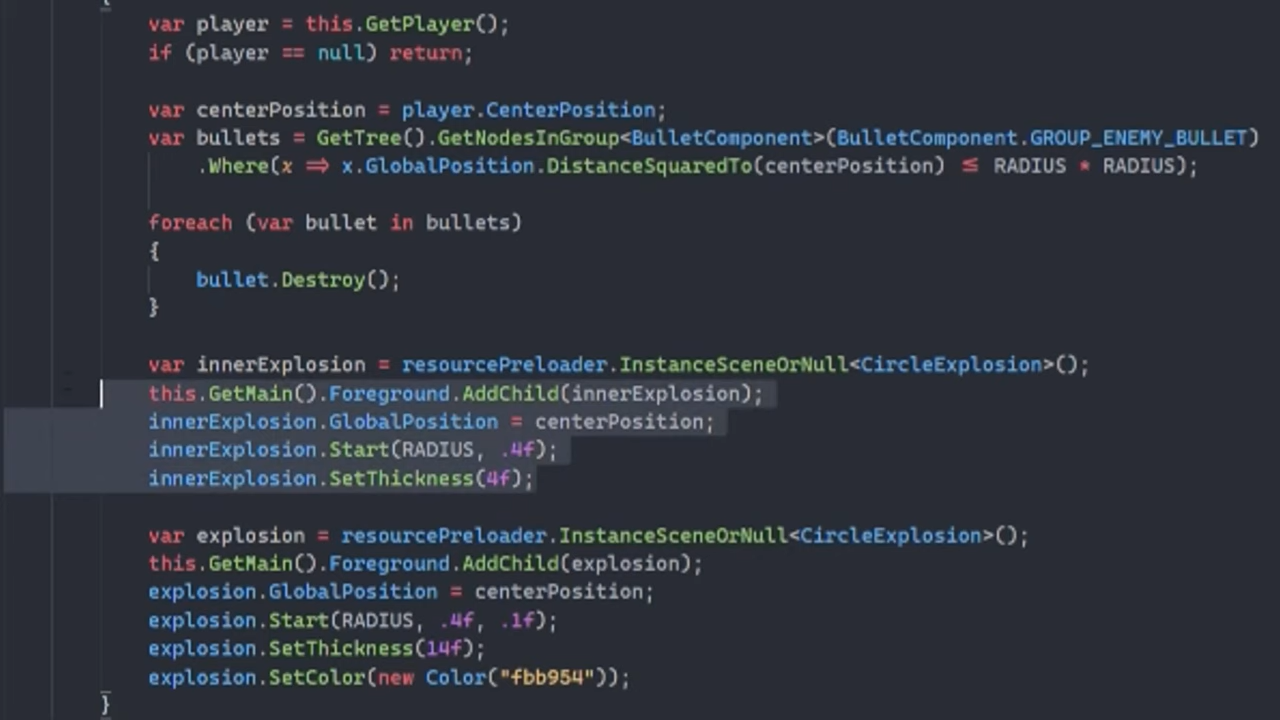 {
var player = this.GetPlayer();
if (player == null) return;
var centerPosition = player.CenterPosition;
var bullets = GetTree().GetNodesInGroup<BulletComponent>(BulletComponent.GROUP_ENEMY_BULLET)
.Where(x => x.GlobalPosition.DistanceSquaredTo(centerPosition) <= RADIUS * RADIUS);
foreach (var bullet in bullets)
{
bullet.Destroy();
}
var innerExplosion = resourcePreloader.InstanceSceneOrNull<CircleExplosion>();
this.GetMain().Foreground.AddChild(innerExplosion);
innerExplosion.GlobalPosition = centerPosition;
innerExplosion.Start(RADIUS, .4f);
innerExplosion.SetThickness(4f);
var explosion = resourcePreloader.InstanceSceneOrNull<CircleExplosion>();
this.GetMain().Foreground.AddChild(explosion);
explosion.GlobalPosition = centerPosition;
explosion.Start(RADIUS, .4f, .1f);
explosion.SetThickness(14f);
explosion.SetColor(new Color("fbb954"));
}